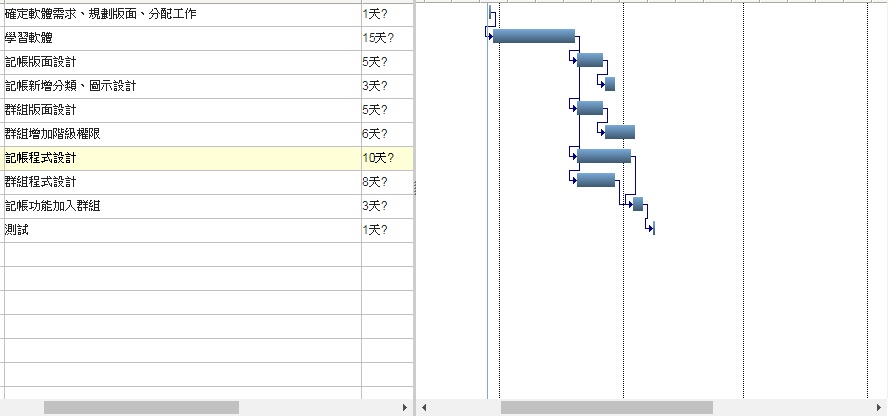 確定軟體需求、規劃版面、分配工作 1天?
學習軟體 15天?
記帳版面設計 5天?
記帳新增分類、圖示設計 3天?
群組版面設計 5天?
群組增加階級權限 6天?
記帳程式設計 10天?
群組程式設計 8天?
記帳功能加入群組 3天?
測試 1天?